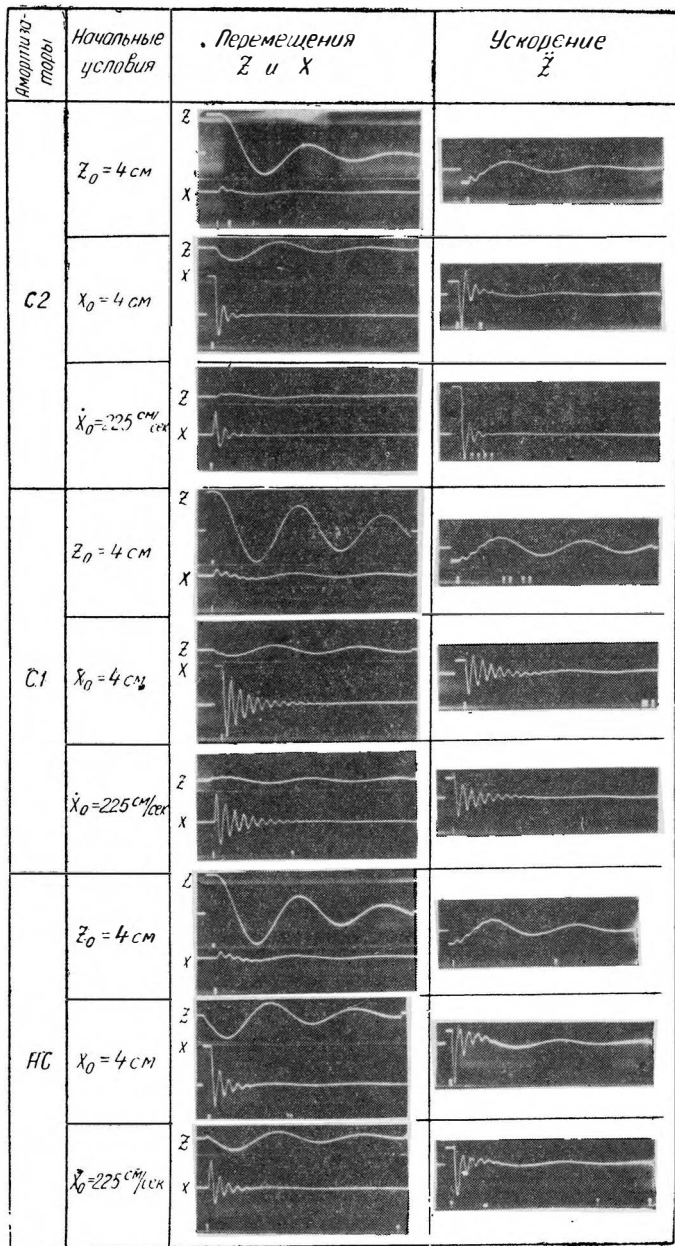 Амортиза-
торы
Начальные
условия
Перемещения
Z и X
Ускорение
Z̈
C2
Z₀ = 4 см
Z
X
X₀ = 4 см
Z
X
Ẋ₀=225 см/сек
Z
X
C1
Z₀ = 4 см
Z
X
X₀ = 4 см
Z
X
Ẋ₀=225 см/сек
Z
X
НС
Z₀ = 4 см
Z
X
X₀ = 4 см
Z
X
Ẋ₀=225 см/сек
Z
X